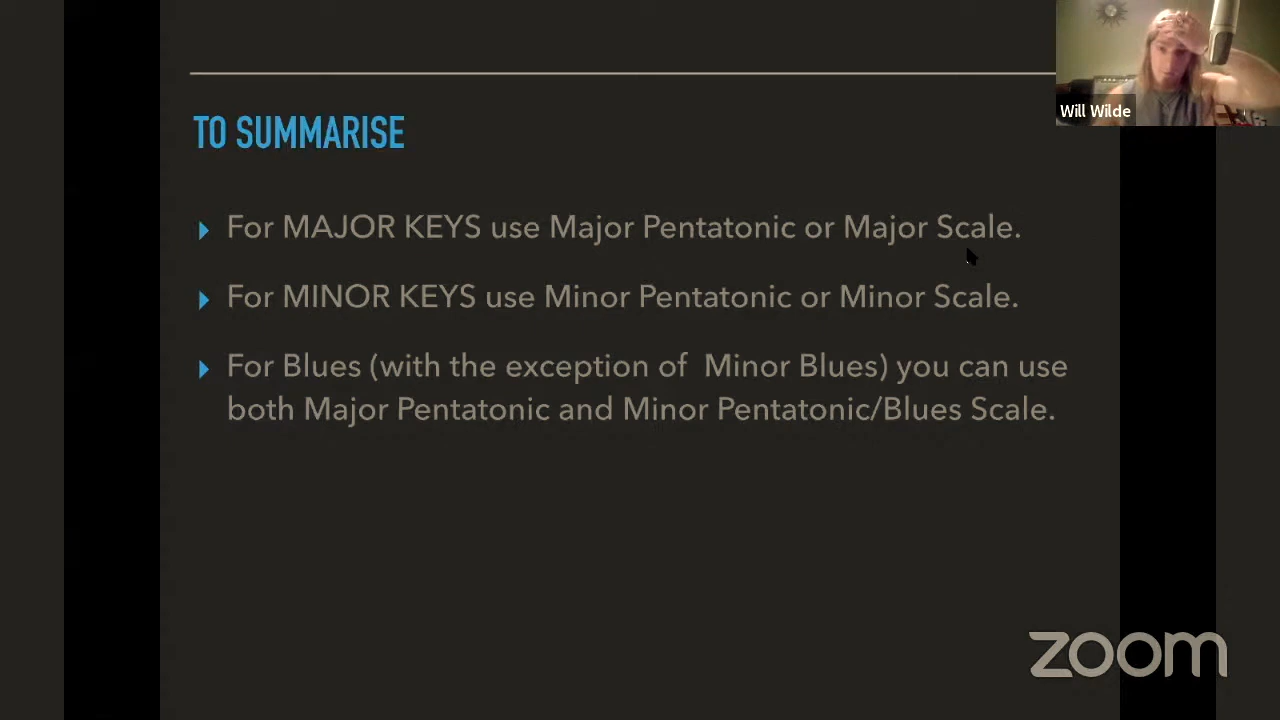 Will Wilde
TO SUMMARISE
For MAJOR KEYS use Major Pentatonic or Major Scale.
For MINOR KEYS use Minor Pentatonic or Minor Scale.
For Blues (with the exception of  Minor Blues) you can use
both Major Pentatonic and Minor Pentatonic/Blues Scale.
zoom